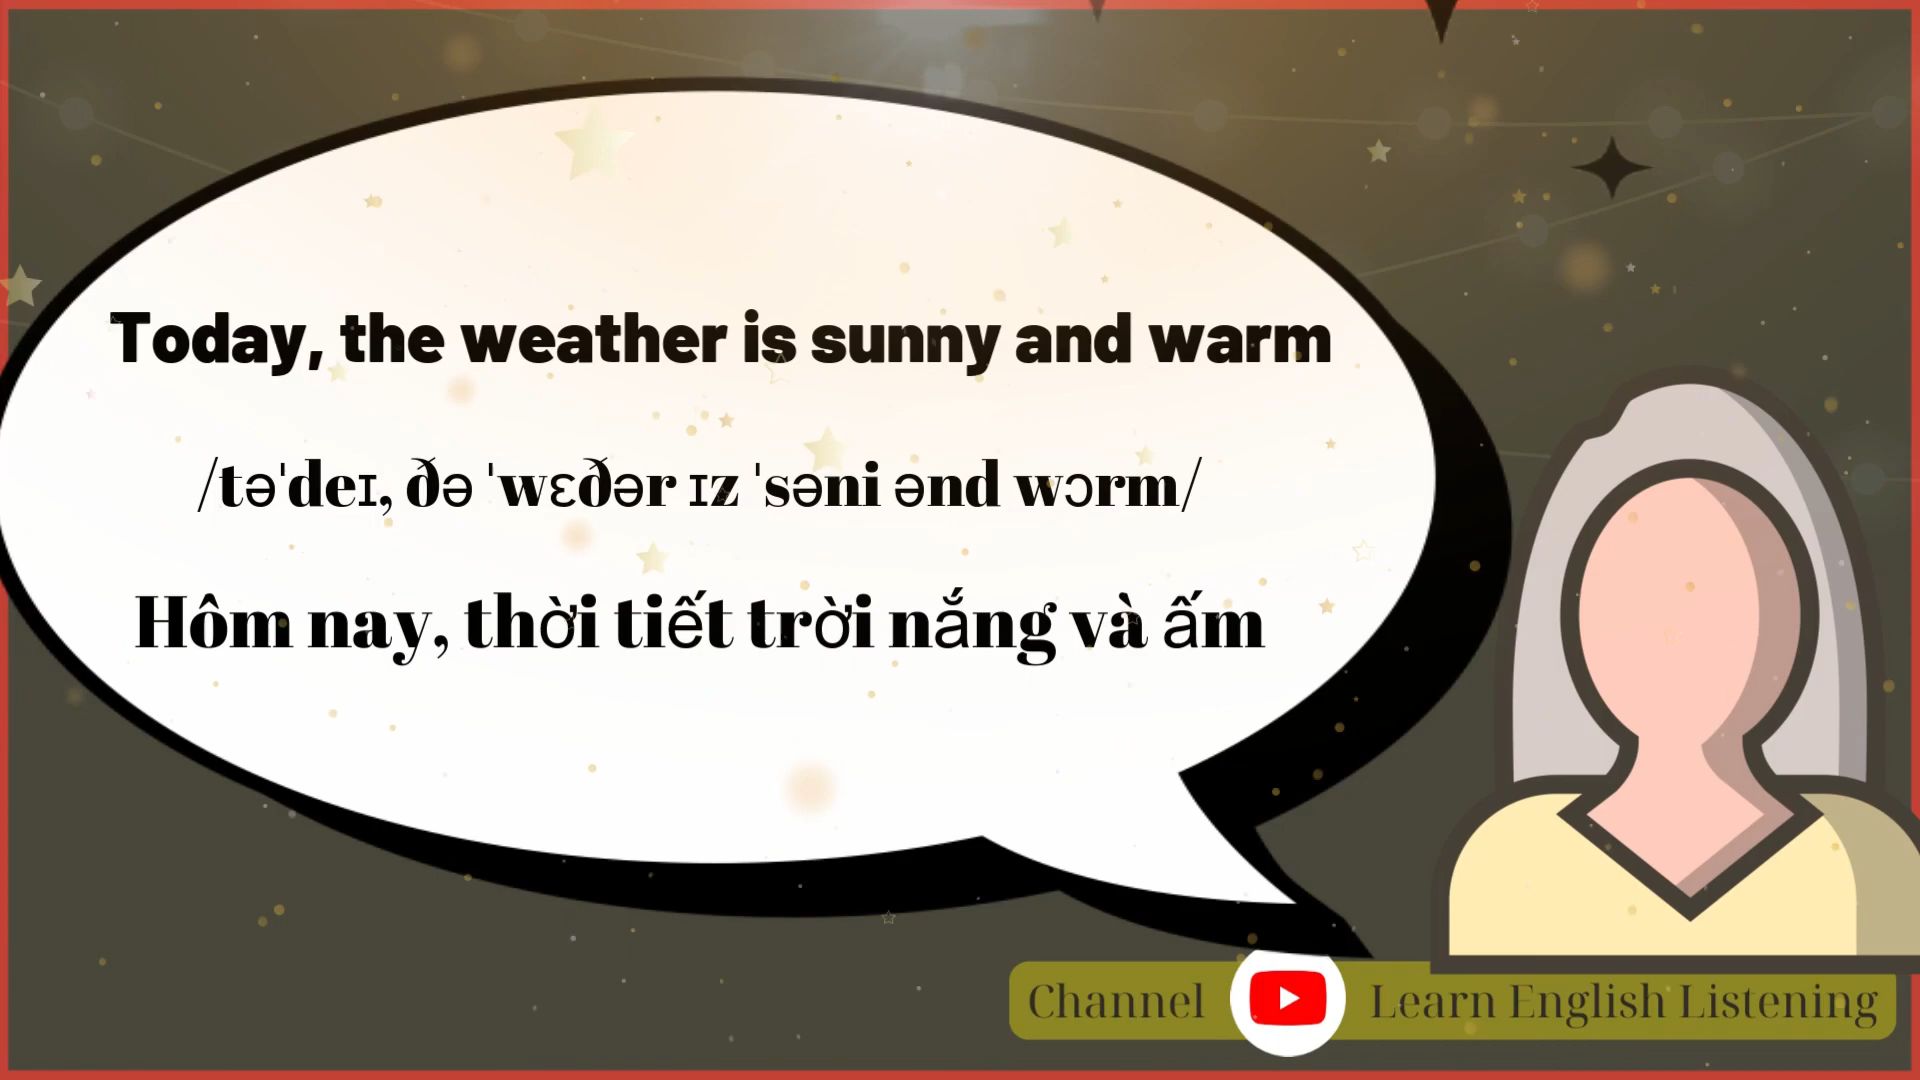 Today, the weather is sunny and warm
/təˈdeɪ, ðə ˈwɛðər ɪz ˈsəni ənd wɔrm/
Hôm nay, thời tiết trời nắng và ấm
Channel Learn English Listening